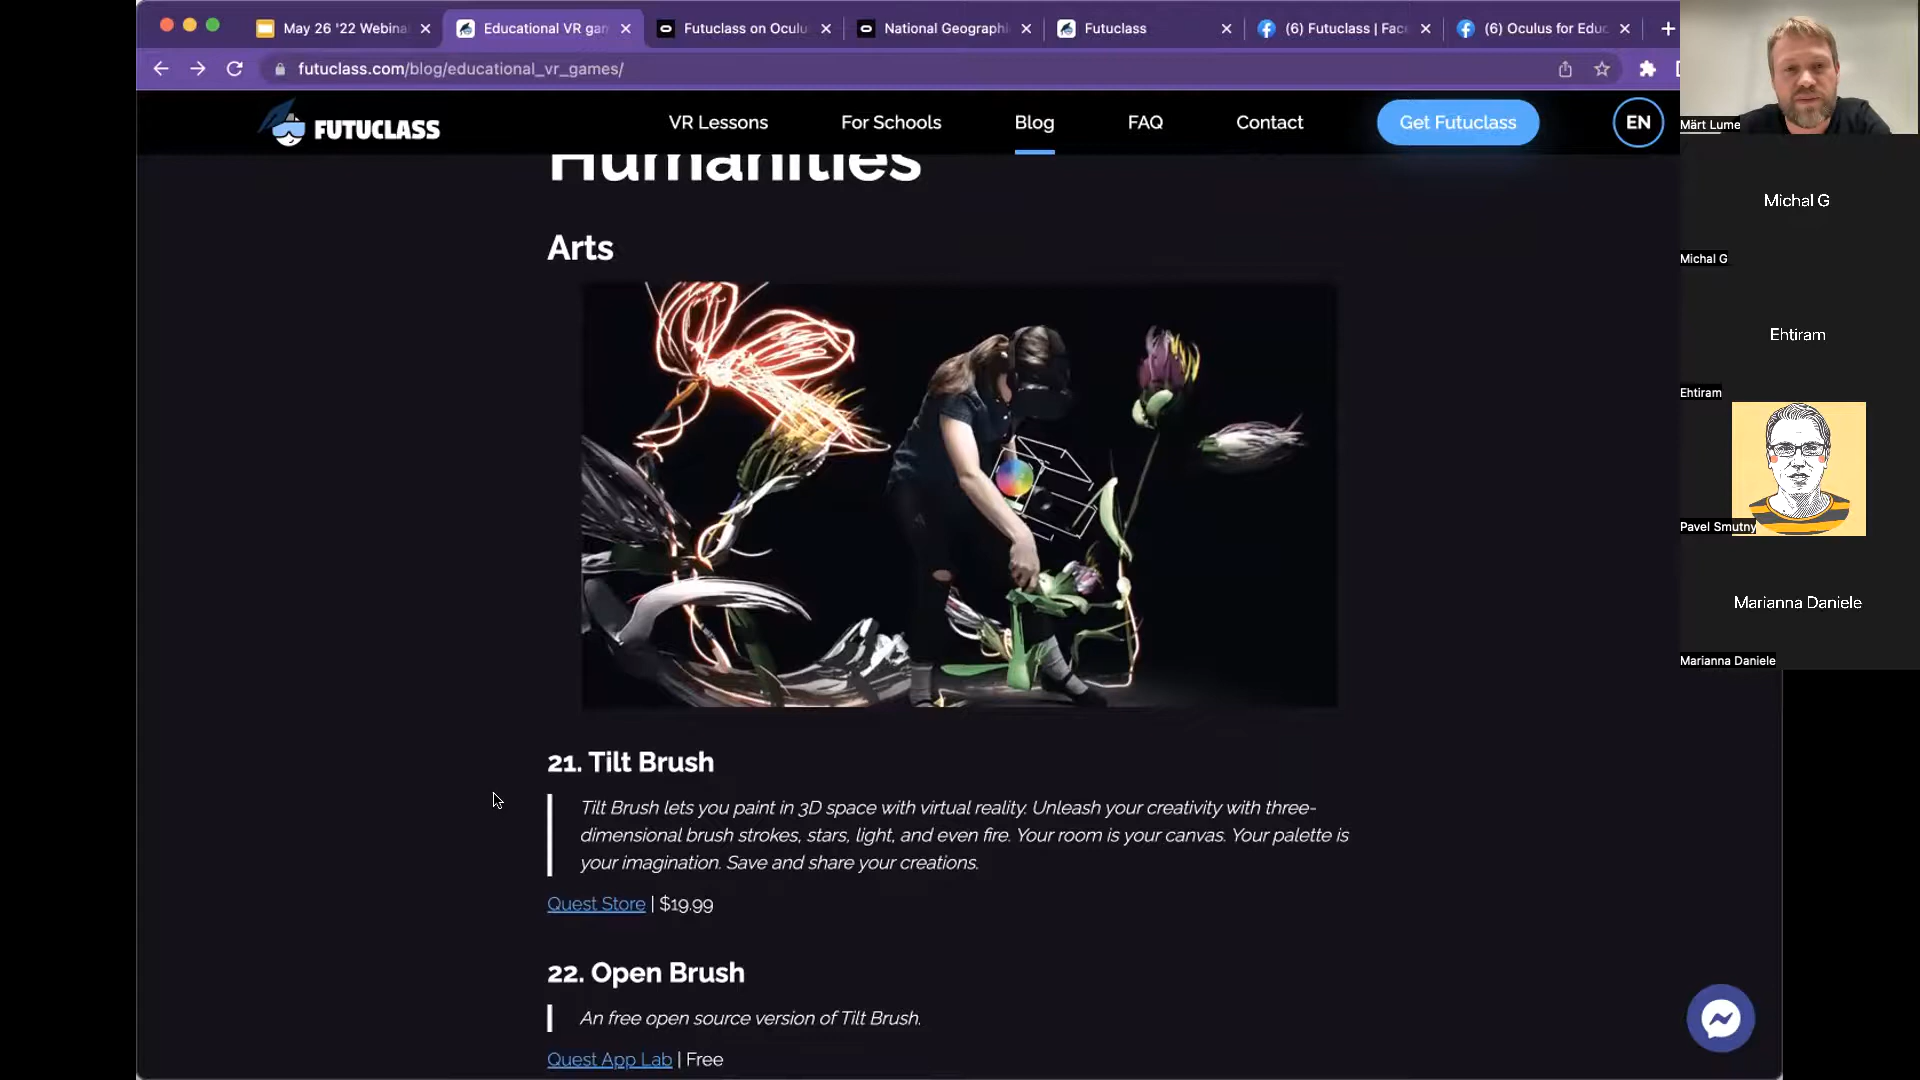 May 26 '22 Webina
Educational VR gam
Futuclass on Oculu
National Geographi
Futuclass
(6) Futuclass | Face
(6) Oculus for Educ
futuclass.com/blog/educational_vr_games/
FUTUCLASS
VR Lessons
For Schools
Blog
FAQ
Contact
Get Futuclass
EN
Humanities
Arts
21. Tilt Brush
Tilt Brush lets you paint in 3D space with virtual reality. Unleash your creativity with three-
dimensional brush strokes, stars, light, and even fire. Your room is your canvas. Your palette is
your imagination. Save and share your creations.
Quest Store | $19.99
22. Open Brush
An free open source version of Tilt Brush.
Quest App Lab | Free
Märt Lume
Michal G
Michal G
Ehtiram
Ehtiram
Pavel Smutny
Marianna Daniele
Marianna Daniele